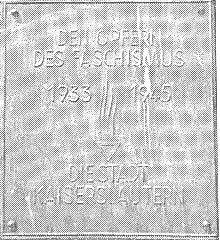 DEN OPFERN
DES FASCHISMUS
1933 1945
DIE STADT
KAISERSLAUTERN